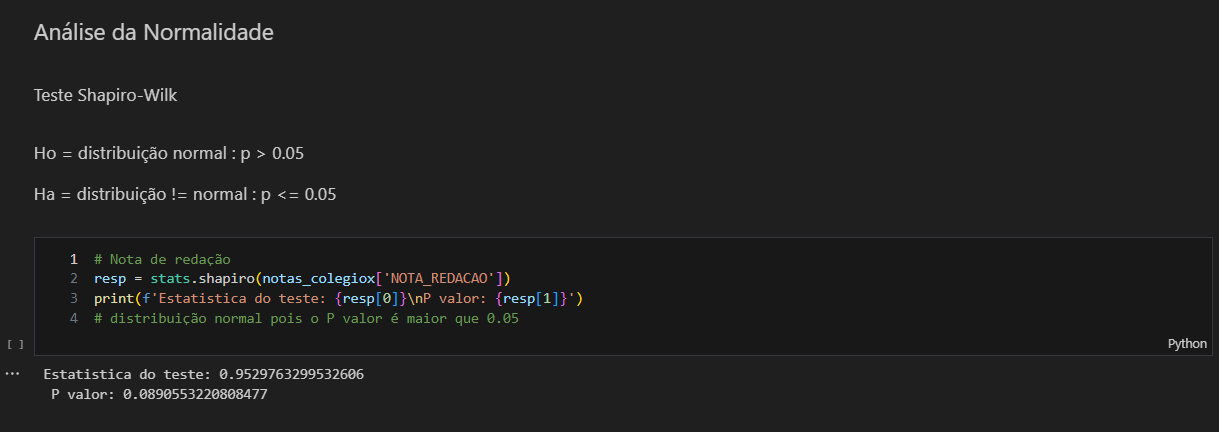 Análise da Normalidade
Teste Shapiro-Wilk
Ho = distribuição normal : p > 0.05
Ha = distribuição != normal : p <= 0.05
1 # Nota de redação
2 resp = stats.shapiro(notas_colegiox['NOTA_REDACAO'])
3 print(f'Estatistica do teste: {resp[0]}\nP valor: {resp[1]}')
4 # distribuição normal pois o P valor é maior que 0.05
[ ] Python
... Estatistica do teste: 0.9529763299532606
P valor: 0.0890553220808477